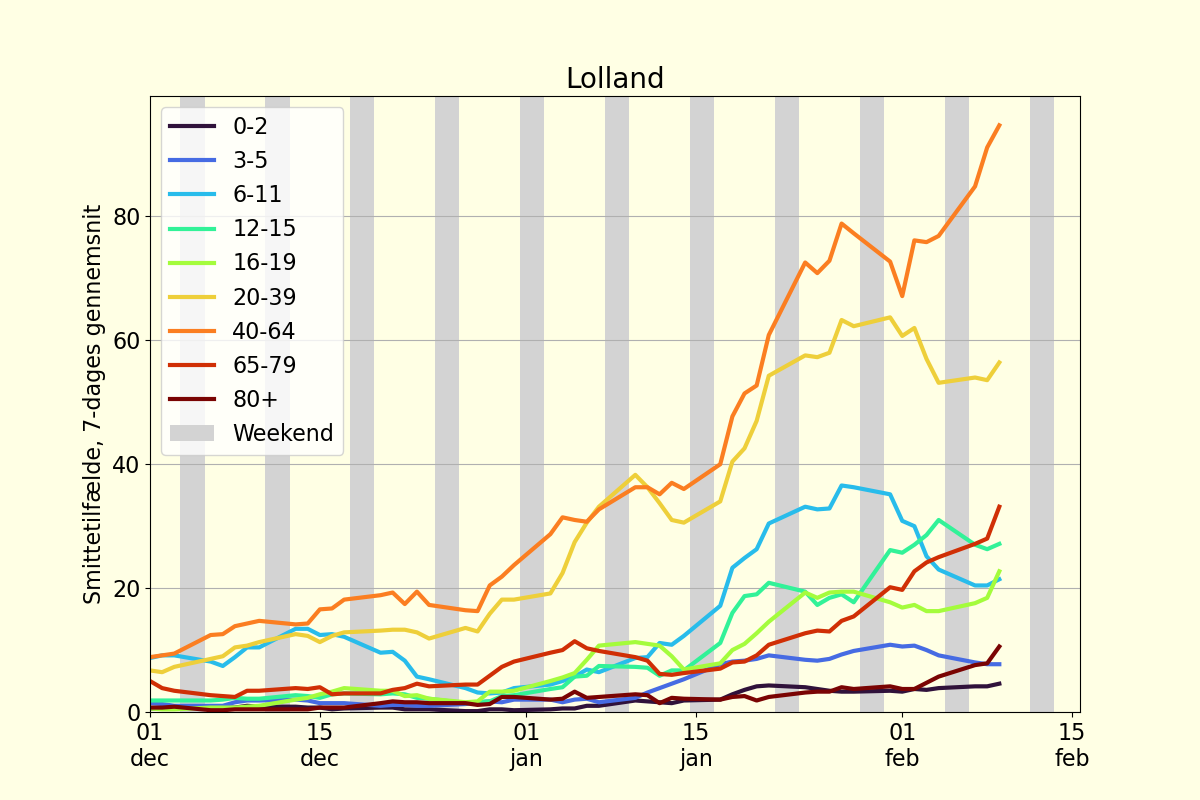 Lolland
Smittetilfælde, 7-dages gennemsnit
80
60
40
20
0
0-2
3-5
6-11
12-15
16-19
20-39
40-64
65-79
80+
Weekend
01 15 01 15 01 15
dec dec jan jan feb feb